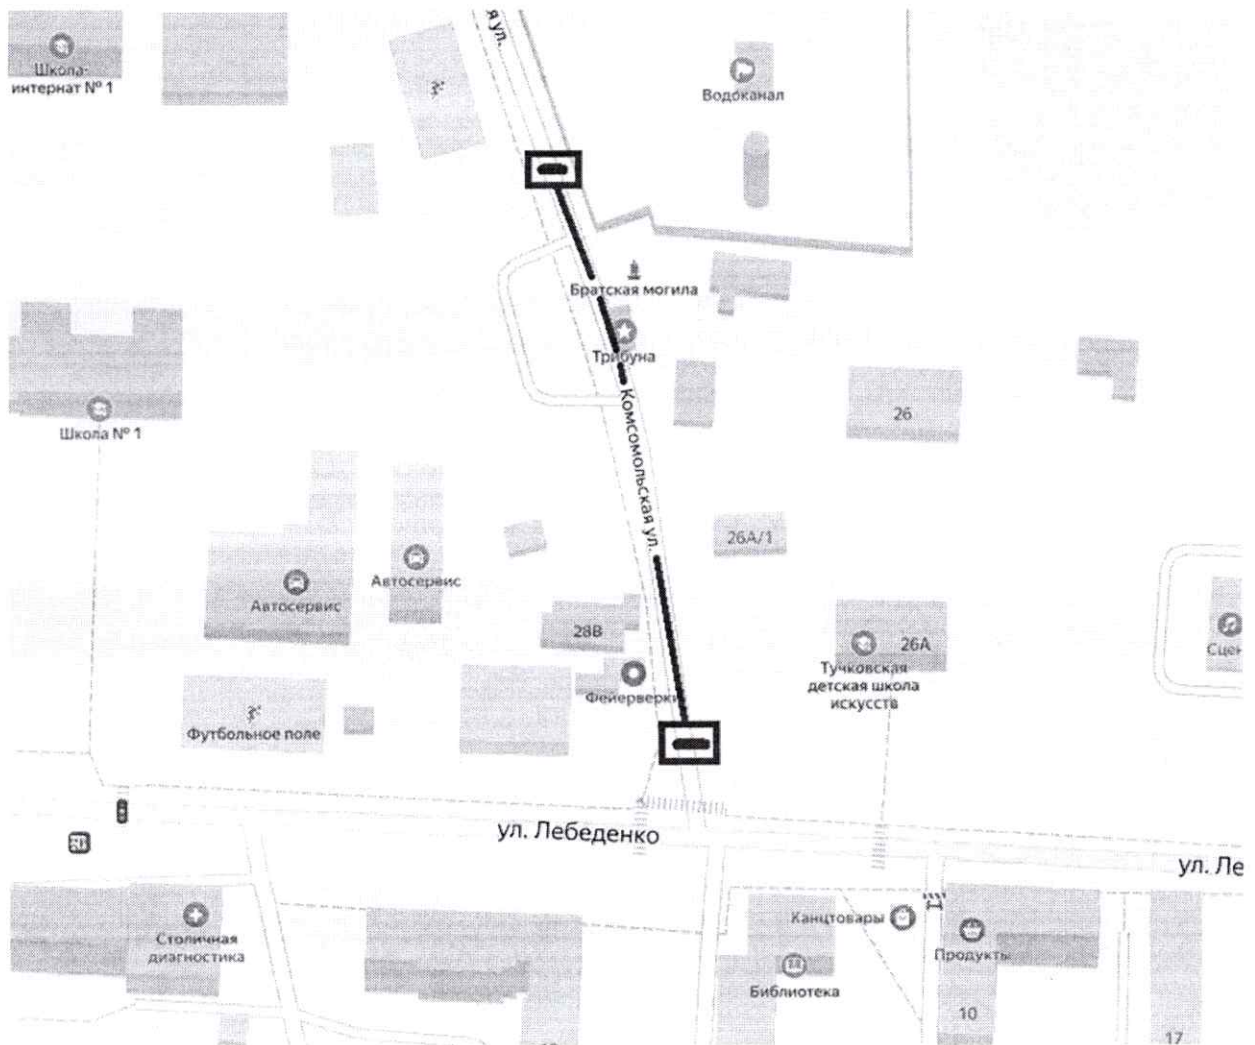 я ул.
Школа-
интернат № 1
Водоканал
Братская могила
Трибуна
Школа № 1
Комсомольская ул.
26
26А/1
Автосервис
Автосервис
28В
26А
Тучковская
детская школа
искусств
Сцен
Фейерверки
Футбольное поле
ул. Лебеденко
ул. Ле
Канцтовары
Столичная
диагностика
Продукты
Библиотека
10
17